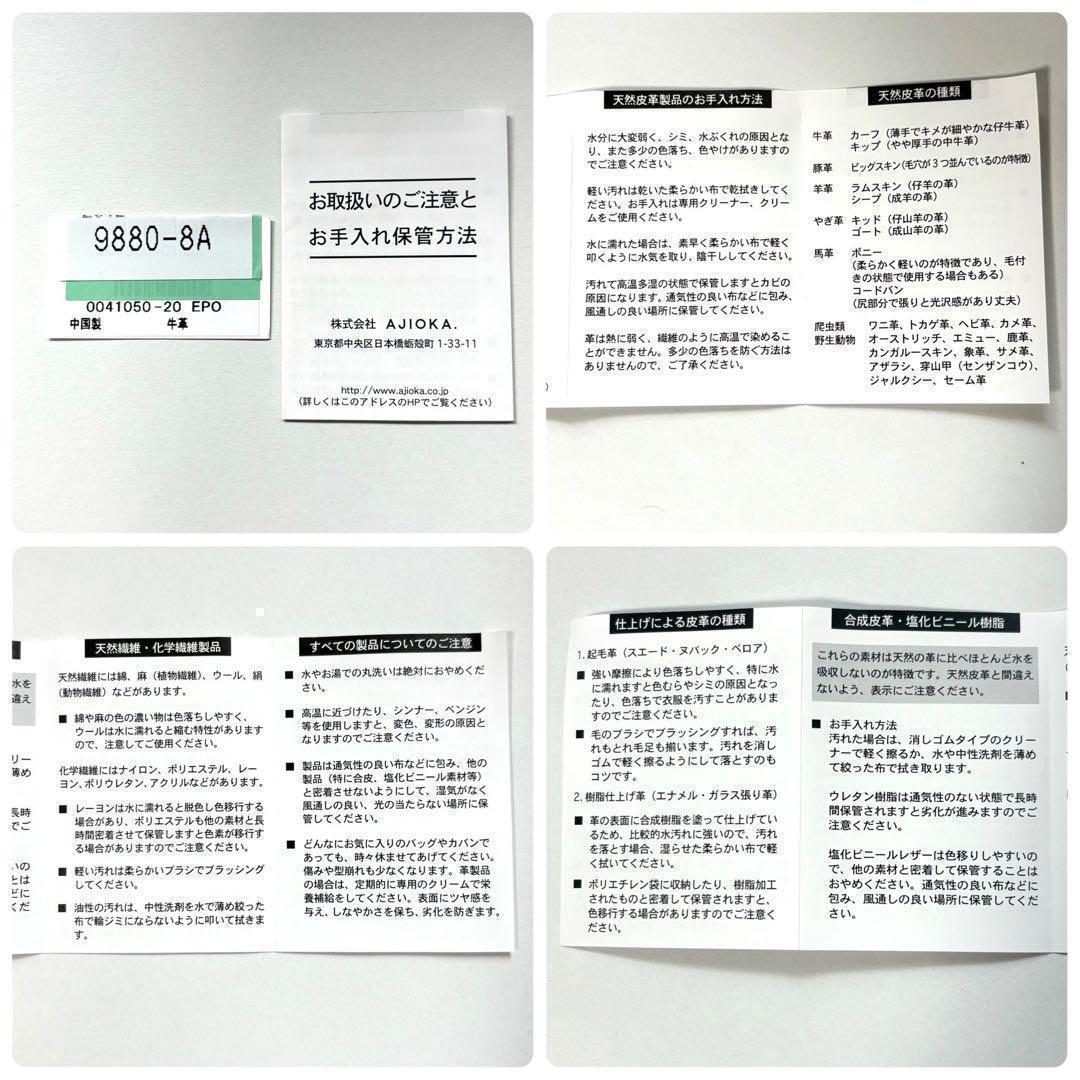 9880-8A
0041050-20 EPO
中国製 牛革
お取扱いのご注意と
お手入れ保管方法
株式会社 AJIOKA.
東京都中央区日本橋蛎殻町 1-33-11
http://www.ajioka.co.jp
(詳しくはこのアドレスのHPでご覧ください)
天然皮革製品のお手入れ方法
水分に大変弱く、シミ、水ぶくれの原因とな
り、また多少の色落ち、色やけがありますの
でご注意ください。
軽い汚れは乾いた柔らかい布で乾拭きしてく
ださい。お手入れは専用クリーナー、クリー
ムをご使用ください。
水に濡れた場合は、素早く柔らかい布で軽く
叩くように水気を取り、陰干ししてください。
汚れて高温多湿の状態で保管しますとカビの
原因になります。通気性の良い布などに包み、
風通しの良い場所に保管してください。
革は熱に弱く、繊維のように高温で染めるこ
とができません。多少の色落ちを防ぐ方法は
ありませんので、ご了承ください。
天然皮革の種類
牛革 カーフ(薄手でキメが細やかな仔牛革)
キップ(やや厚手の中牛革)
豚革 ピッグスキン(毛穴が3つ並んでいるのが特徴)
羊革 ラムスキン(仔羊の革)
シープ(成羊の革)
やぎ革 キッド(仔山羊の革)
ゴート(成山羊の革)
馬革 ポニー
(柔らかく軽いのが特徴であり、毛付
きの状態で使用する場合もある)
コードバン
(尻部分で張りと光沢感があり丈夫)
爬虫類 ワニ革、トカゲ革、ヘビ革、カメ革、
野生動物 オーストリッチ、エミュー、鹿革、
カンガルースキン、象革、サメ革、
アザラシ、穿山甲(センザンコウ)、
ジャルクシー、セーム革
天然繊維・化学繊維製品
天然繊維には綿、麻(植物繊維)、ウール、絹
(動物繊維)などがあります。
■ 綿や麻の色の濃い物は色落ちしやすく、
ウールは水に濡れると縮む特性があります
ので、注意してご使用ください。
化学繊維にはナイロン、ポリエステル、レー
ヨン、ポリウレタン、アクリルなどがあります。
■ レーヨンは水に濡れると脱色し色移行する
場合があり、ポリエステルも他の素材と長
時間密着させて保管しますと色素が移行す
る場合がありますのでご注意ください。
■ 軽い汚れは柔らかいブラシでブラッシング
してください。
■ 油性の汚れは、中性洗剤を水で薄め絞った
布で輪ジミにならないように叩いて拭きま
す。
すべての製品についてのご注意
■ 水やお湯での丸洗いは絶対におやめくだ
さい。
■ 高温に近づけたり、シンナー、ベンジン
等を使用しますと、変色、変形の原因と
なりますのでご注意ください。
■ 製品は通気性の良い布などに包み、他の
製品(特に合皮、塩化ビニール素材等)
と密着させないようにして、湿気がなく
風通しの良い、光の当たらない場所に保
管してください。
■ どんなにお気に入りのバッグやカバンで
あっても、時々休ませてあげてください。
傷みや型崩れも少なくなります。革製品
の場合は、定期的に専用のクリームで栄
養補給をしてください。表面にツヤ感を
与え、しなやかさを保ち、劣化を防ぎます。
仕上げによる皮革の種類
1. 起毛革(スエード・ヌバック・ベロア)
■ 強い摩擦により色落ちしやすく、特に水
に濡れますと色むらやシミの原因となっ
たり、色落ちで衣服を汚すことがありま
すのでご注意ください。
■ 毛のブラシでブラッシングすれば、汚
れもとれ毛足も揃います。汚れを消し
ゴムで軽く擦るようにして落とすのも
コツです。
2. 樹脂仕上げ革(エナメル・ガラス張り革)
■ 革の表面に合成樹脂を塗って仕上げてい
るため、比較的水汚れに強いので、汚れ
を落とす場合、湿らせた柔らかい布で軽
く拭いてください。
■ ポリエチレン袋に収納したり、樹脂加工
されたものと密着して保管されますと、
色移行する場合がありますのでご注意く
ださい。
合成皮革・塩化ビニール樹脂
これらの素材は天然の革に比べほとんど水を
吸収しないのが特徴です。天然皮革と間違え
ないよう、表示にご注意ください。
■ お手入れ方法
汚れた場合は、消しゴムタイプのクリー
ナーで軽く擦るか、水や中性洗剤を薄め
て絞った布で拭き取ります。
ウレタン樹脂は通気性のない状態で長時
間保管されますと劣化が進みますのでご
注意ください。
塩化ビニールレザーは色移りしやすいの
で、他の素材と密着して保管することは
おやめください。通気性の良い布などに
包み、風通しの良い場所に保管してくだ
さい。